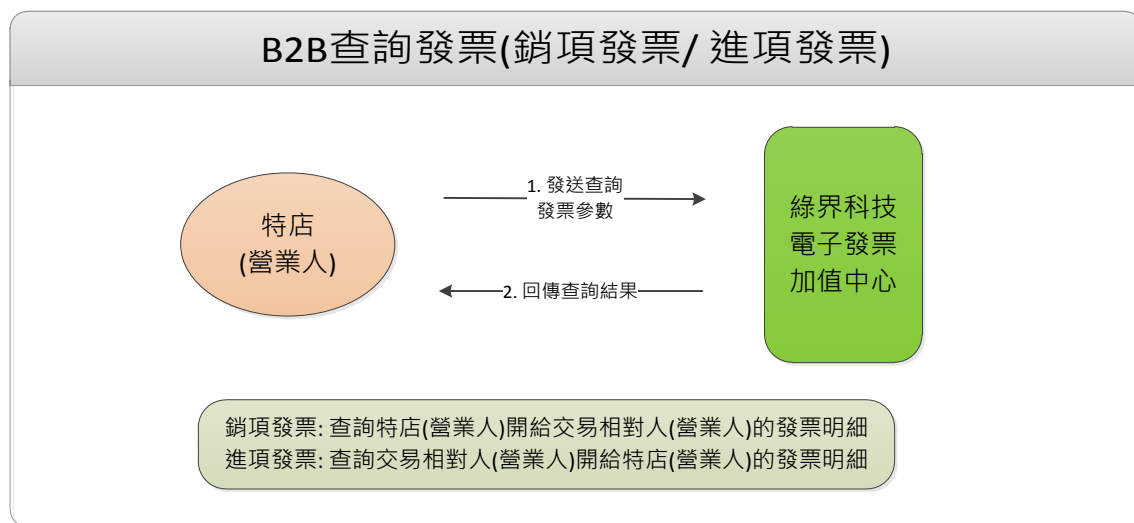 B2B查詢發票(銷項發票/ 進項發票)
特店
(營業人)
1. 發送查詢
發票參數
2. 回傳查詢結果
綠界科技
電子發票
加值中心
銷項發票: 查詢特店(營業人)開給交易相對人(營業人)的發票明細
進項發票: 查詢交易相對人(營業人)開給特店(營業人)的發票明細